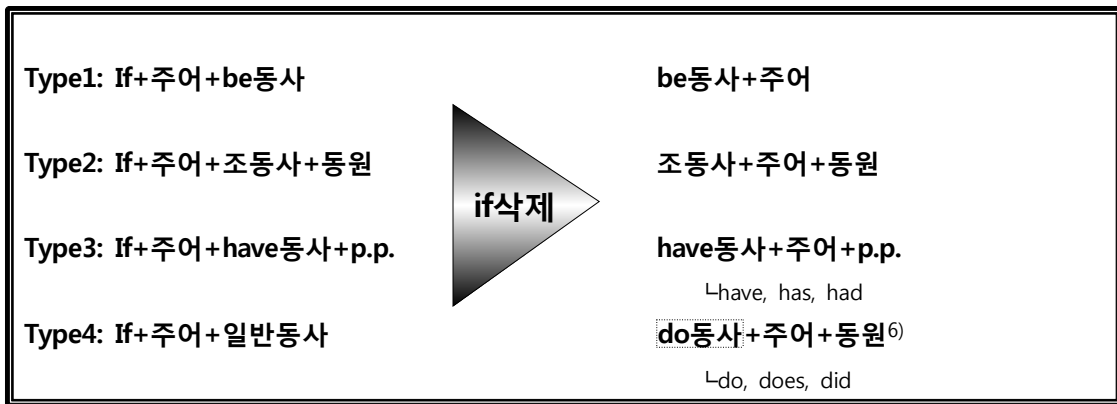 Type1: If+주어+be동사
be동사+주어
Type2: If+주어+조동사+동원
조동사+주어+동원
if삭제
Type3: If+주어+have동사+p.p.
have동사+주어+p.p.
┗have, has, had
Type4: If+주어+일반동사
do동사+주어+동원6)
┗do, does, did